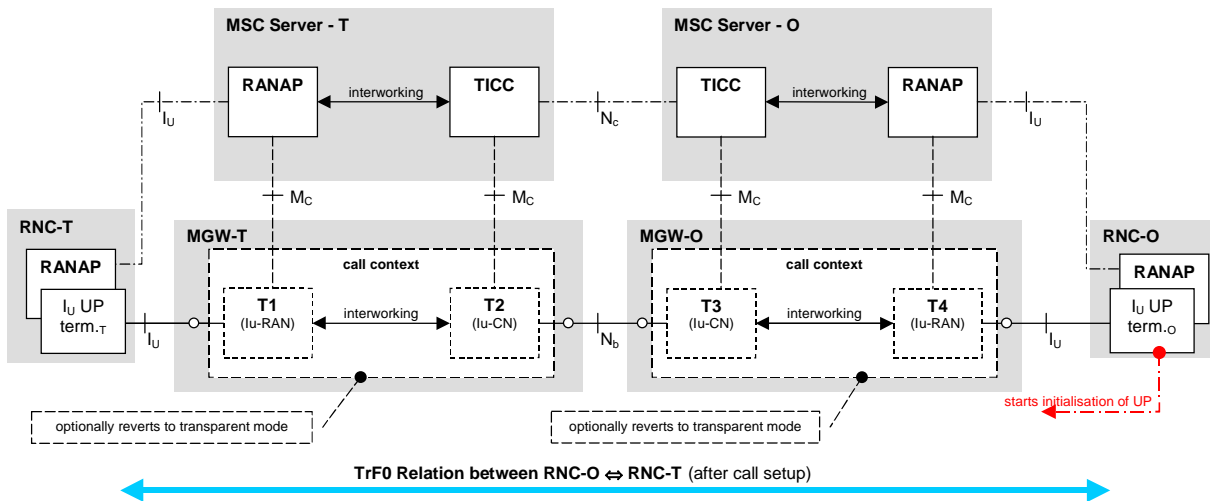 MSC Server - T
MSC Server - O
RANAP
interworking
TICC
TICC
interworking
RANAP
IU
Nc
IU
MC
MC
MC
MC
RNC-T
MGW-T
MGW-O
RNC-O
RANAP
call context
call context
RANAP
IU UP
term.T
T1
(Iu-RAN)
interworking
T2
(Iu-CN)
T3
(Iu-CN)
interworking
T4
(Iu-RAN)
IU UP
term.O
IU
Nb
IU
starts initialisation of UP
optionally reverts to transparent mode
optionally reverts to transparent mode
TrF0 Relation between RNC-O ⇔ RNC-T (after call setup)